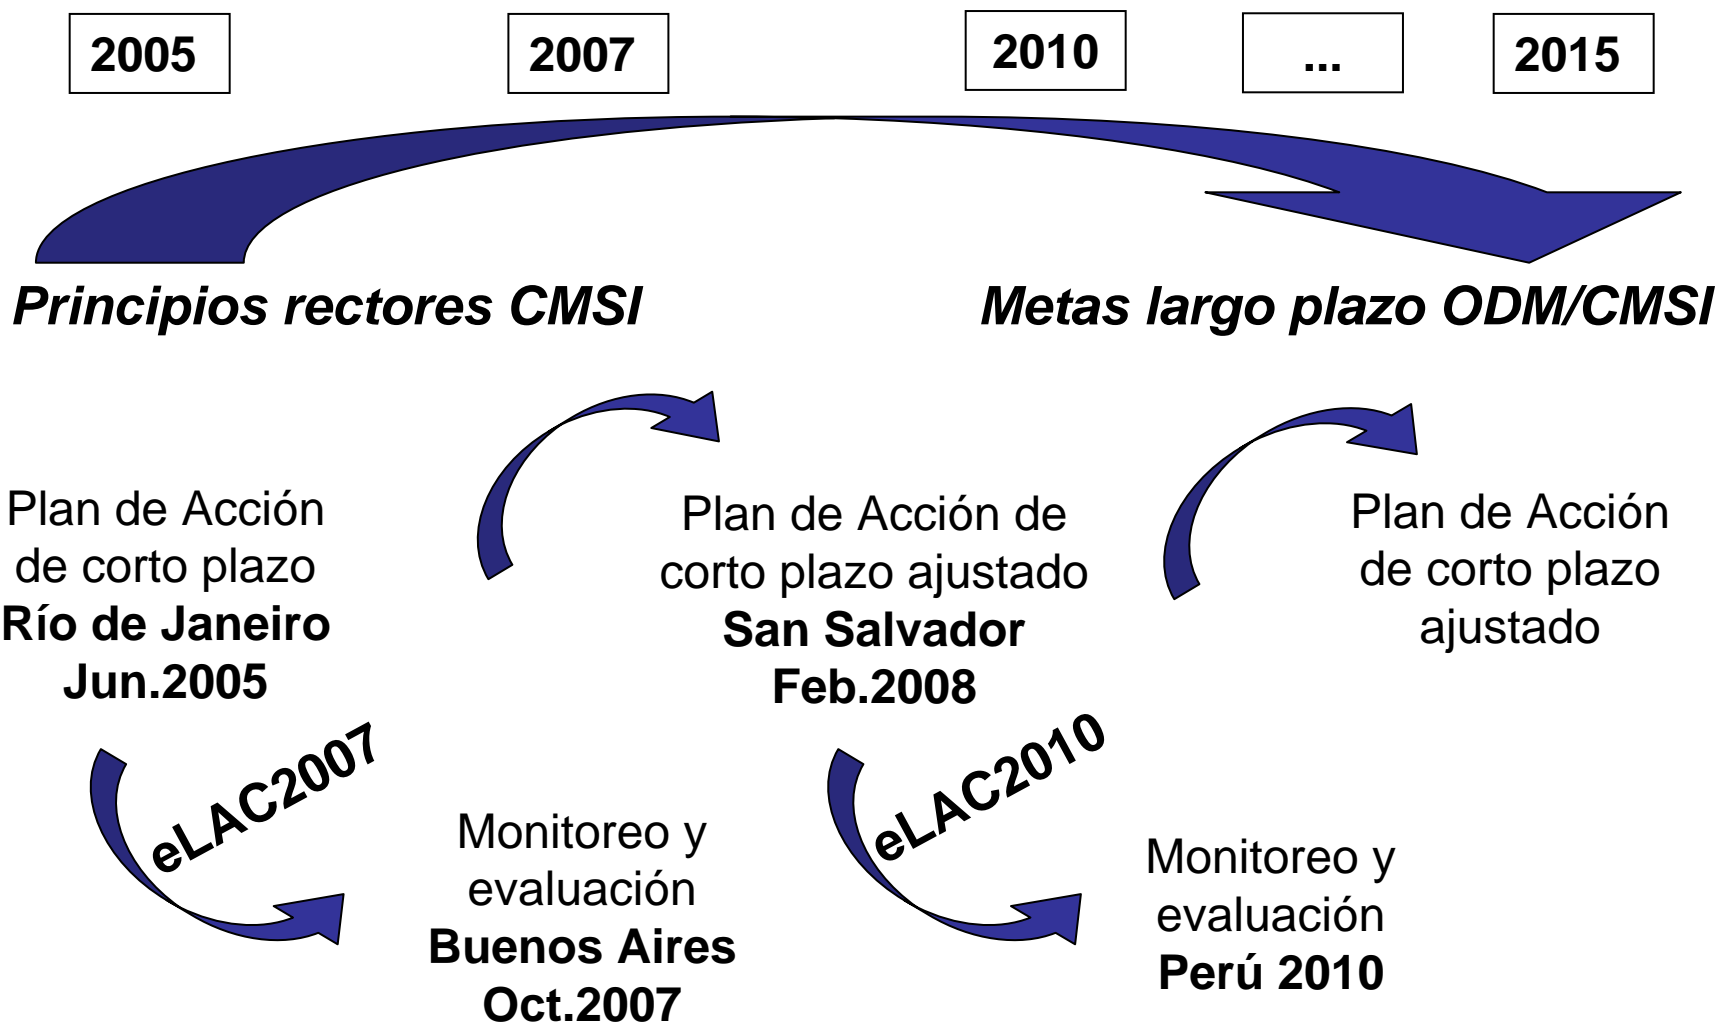 2005
2007
2010
...
2015
Principios rectores CMSI
Metas largo plazo ODM/CMSI
Plan de Acción
de corto plazo
Río de Janeiro
Jun.2005
Plan de Acción de
corto plazo ajustado
San Salvador
Feb.2008
Plan de Acción
de corto plazo
ajustado
eLAC2007
Monitoreo y
evaluación
Buenos Aires
Oct.2007
eLAC2010
Monitoreo y
evaluación
Perú 2010